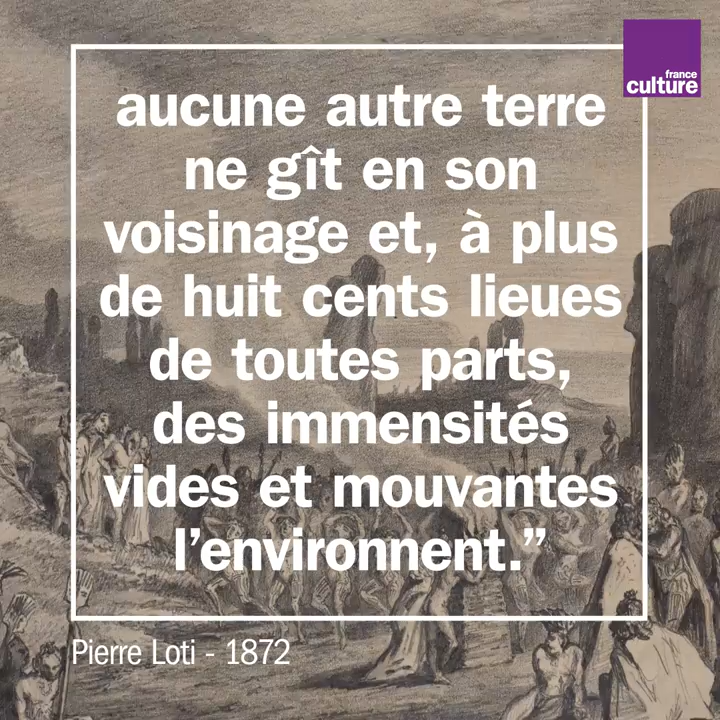 france
culture
aucune autre terre
ne gît en son
voisinage et, à plus
de huit cents lieues
de toutes parts,
des immensités
vides et mouvantes
l’environnent.”
Pierre Loti - 1872